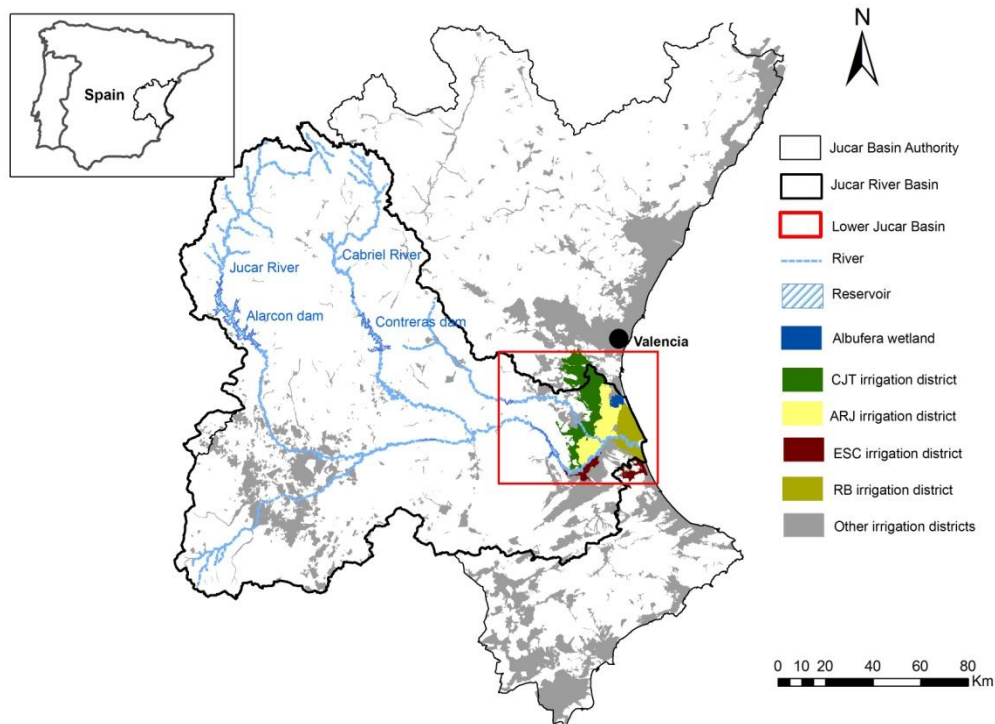 Spain
N
Jucar River
Cabriel River
Alarcon dam
Contreras dam
Valencia
Jucar Basin Authority
Jucar River Basin
Lower Jucar Basin
River
Reservoir
Albufera wetland
CJT irrigation district
ARJ irrigation district
ESC irrigation district
RB irrigation district
Other irrigation districts
0 10 20 40 60 80
Km